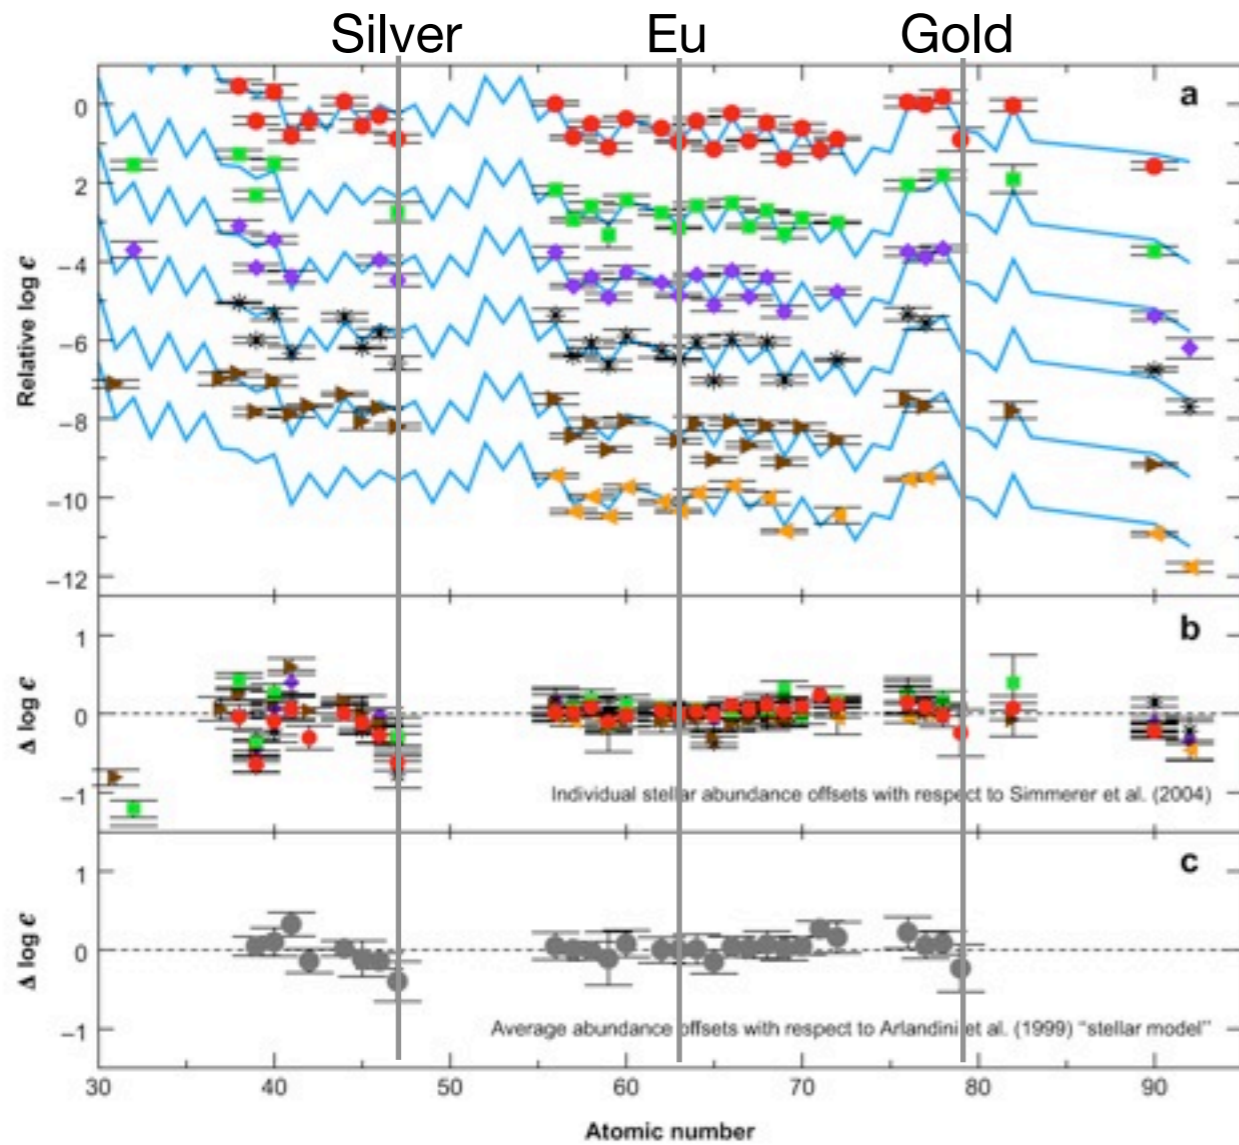 Silver Eu Gold
a
0
2
−4
−6
−8
−10
−12
Relative log ϵ
b
1
0
−1
Δ log ϵ
Individual stellar abundance offsets with respect to Simmerer et al. (2004)
c
1
0
−1
Δ log ϵ
Average abundance offsets with respect to Arlandini et al. (1999) “stellar model”
30 40 50 60 70 80 90
Atomic number